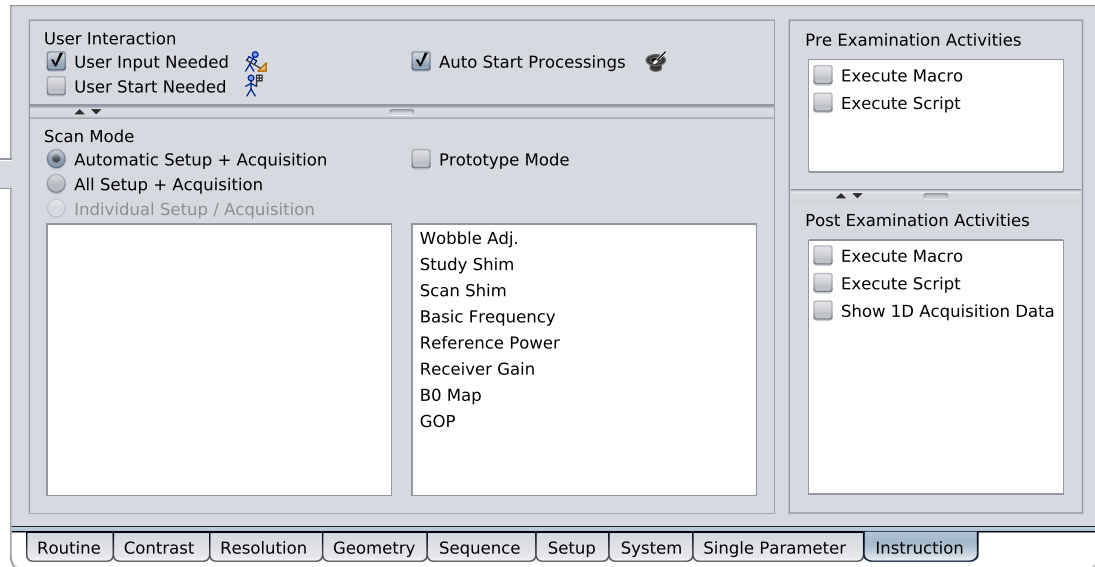 User Interaction
User Input Needed
Auto Start Processings
User Start Needed
Scan Mode
Automatic Setup + Acquisition
Prototype Mode
All Setup + Acquisition
Individual Setup / Acquisition
Wobble Adj.
Study Shim
Scan Shim
Basic Frequency
Reference Power
Receiver Gain
B0 Map
GOP
Pre Examination Activities
Execute Macro
Execute Script
Post Examination Activities
Execute Macro
Execute Script
Show 1D Acquisition Data
Routine Contrast Resolution Geometry Sequence Setup System Single Parameter Instruction